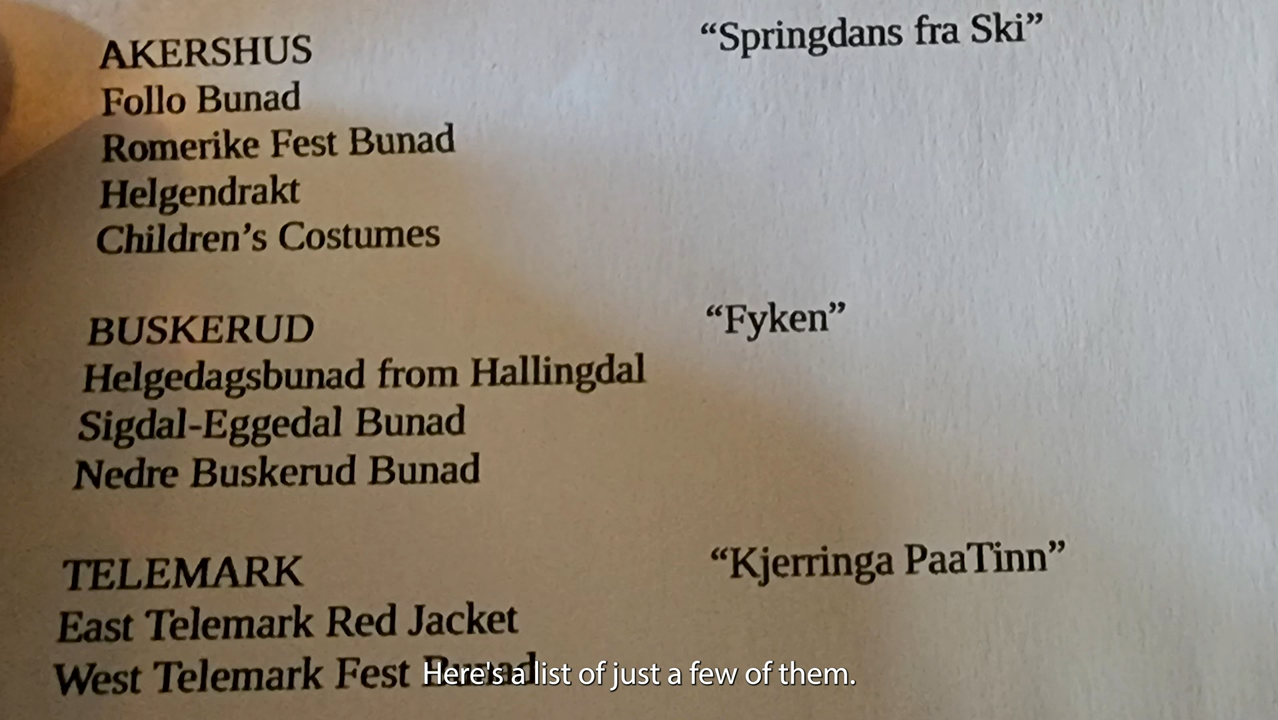 AKERSHUS
“Springdans fra Ski”
Follo Bunad
Romerike Fest Bunad
Helgendrakt
Children’s Costumes
BUSKERUD
“Fyken”
Helgedagsbunad from Hallingdal
Sigdal-Eggedal Bunad
Nedre Buskerud Bunad
TELEMARK
“Kjerringa PaaTinn”
East Telemark Red Jacket
West Telemark Fest Bunad
Here's a list of just a few of them.